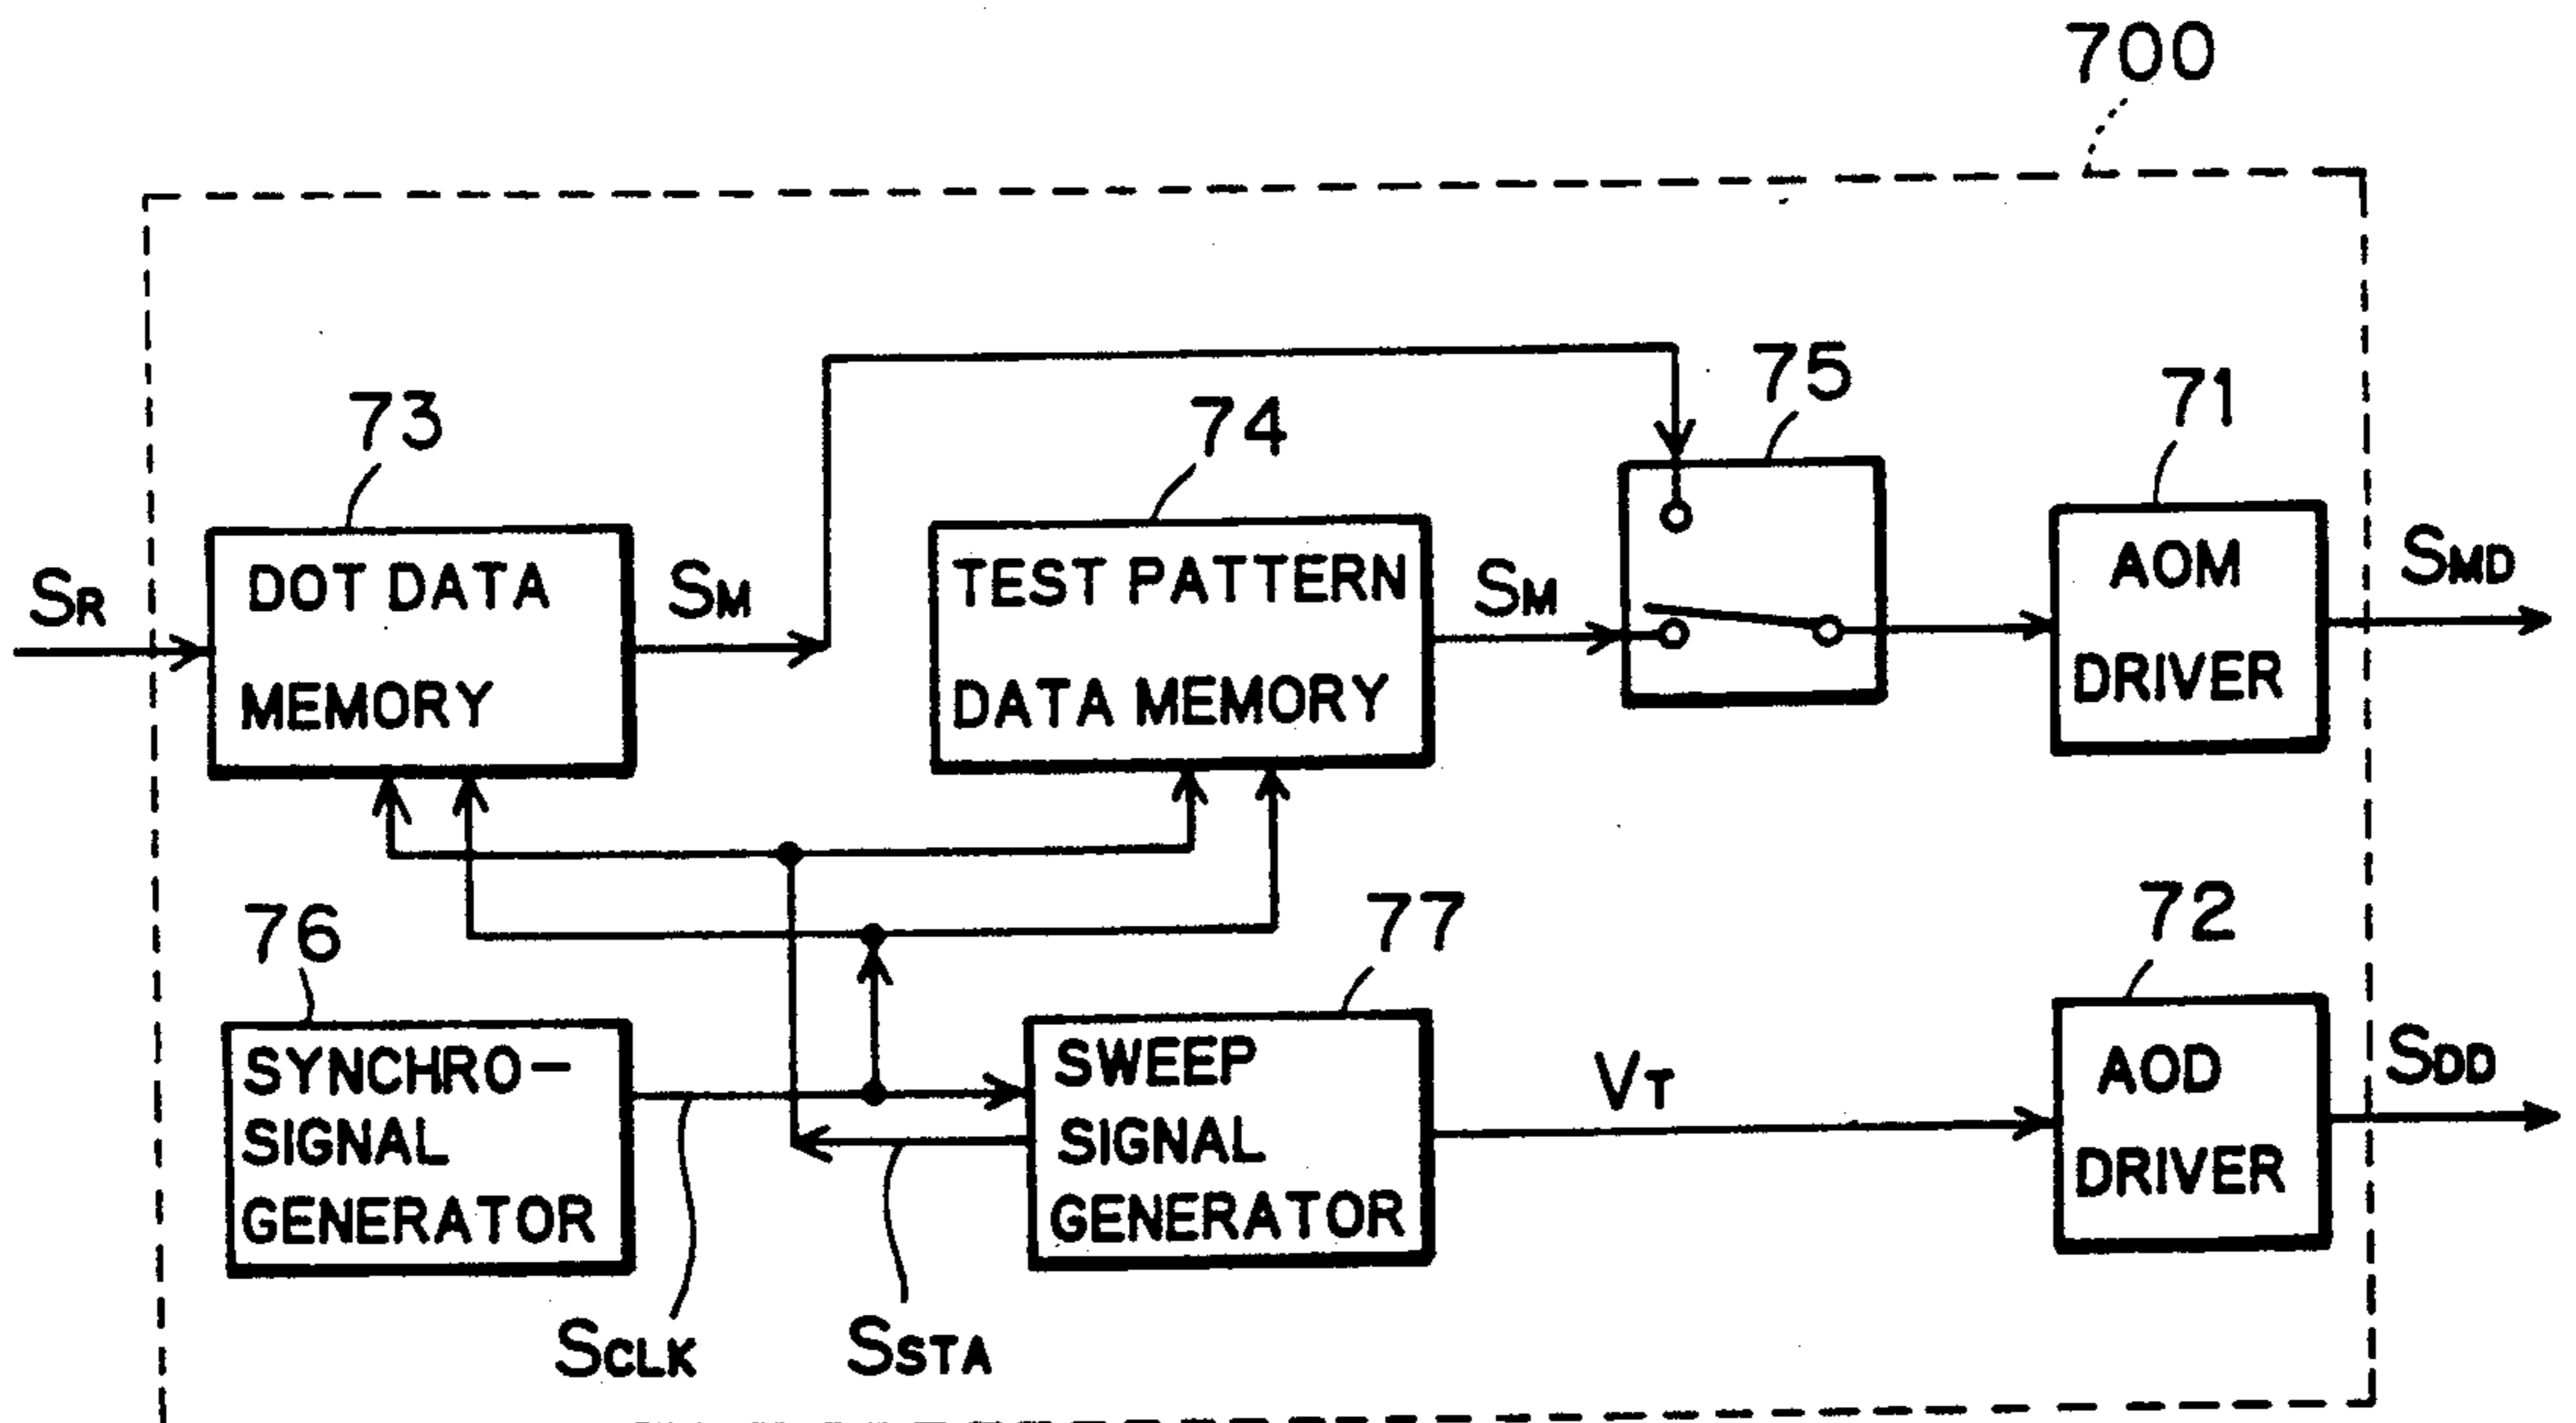 700
73
74
75
71
SR
DOT DATA
MEMORY
SM
TEST PATTERN
DATA MEMORY
SM
AOM
DRIVER
SMD
76
77
72
SYNCHRO-
SIGNAL
GENERATOR
SWEEP
SIGNAL
GENERATOR
VT
AOD
DRIVER
SDD
SCLK
SSTA